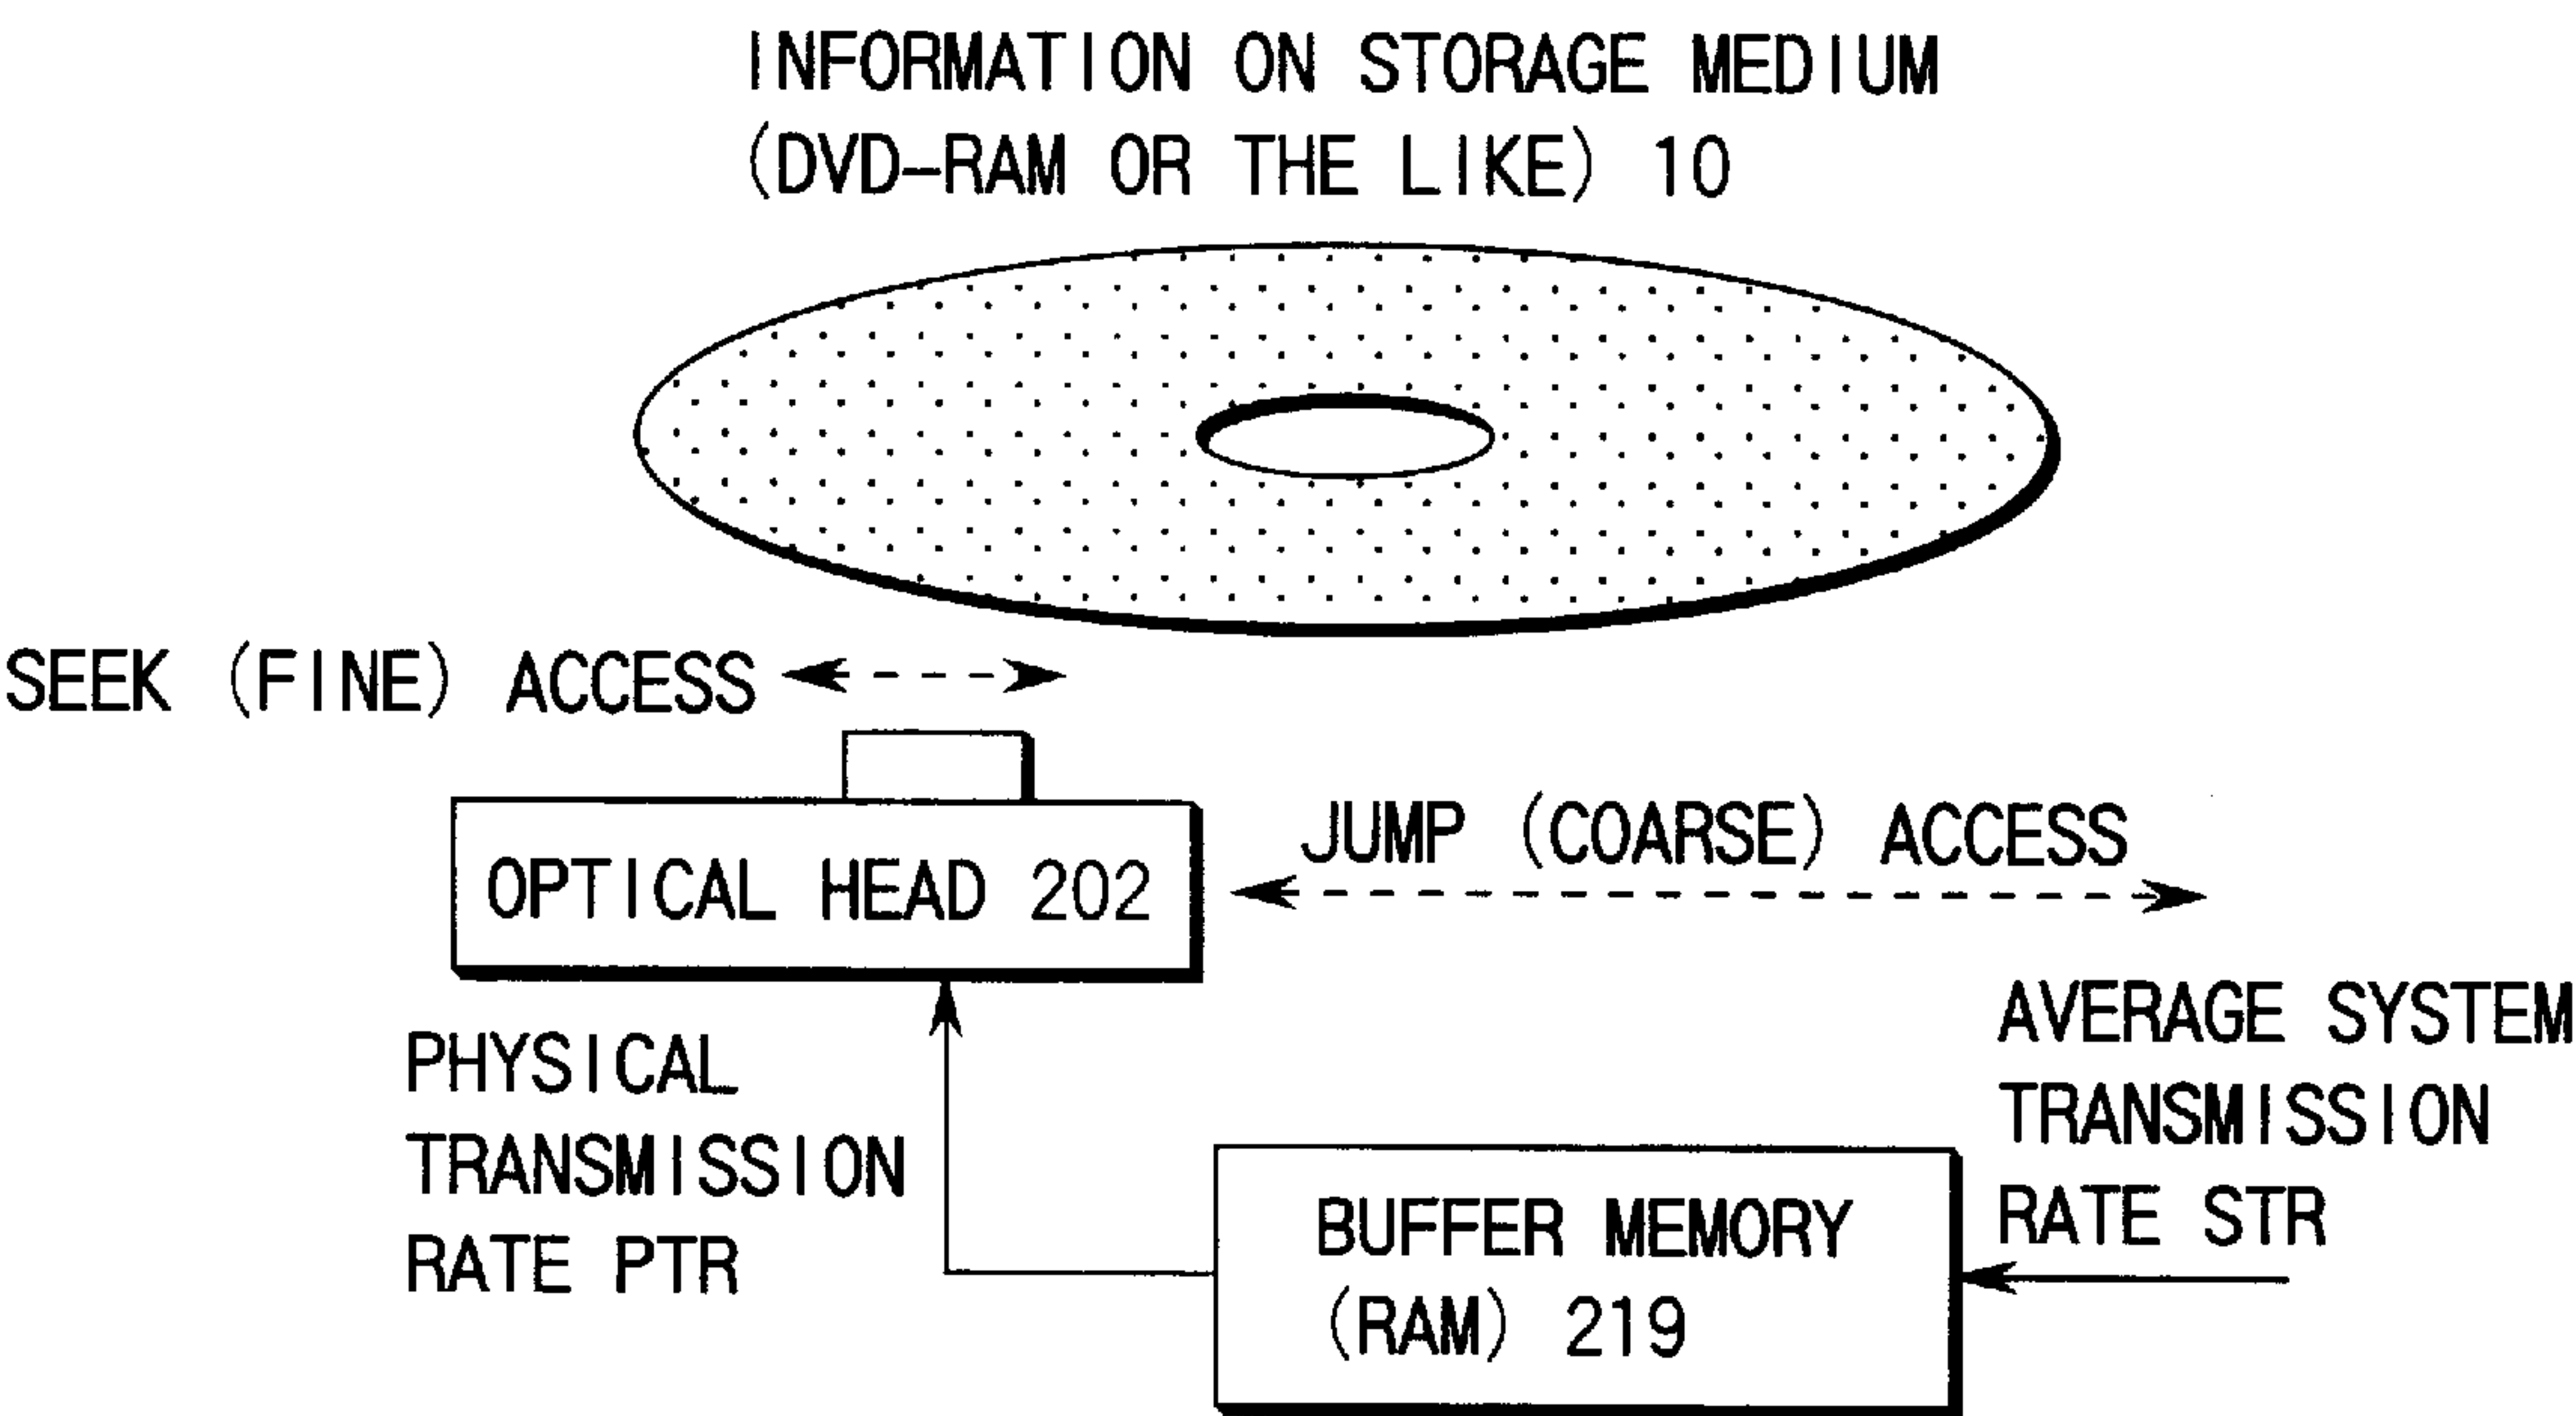 INFORMATION ON STORAGE MEDIUM
(DVD-RAM OR THE LIKE) 10
SEEK (FINE) ACCESS
OPTICAL HEAD 202
JUMP (COARSE) ACCESS
PHYSICAL
TRANSMISSION
RATE PTR
AVERAGE SYSTEM
TRANSMISSION
RATE STR
BUFFER MEMORY
(RAM) 219